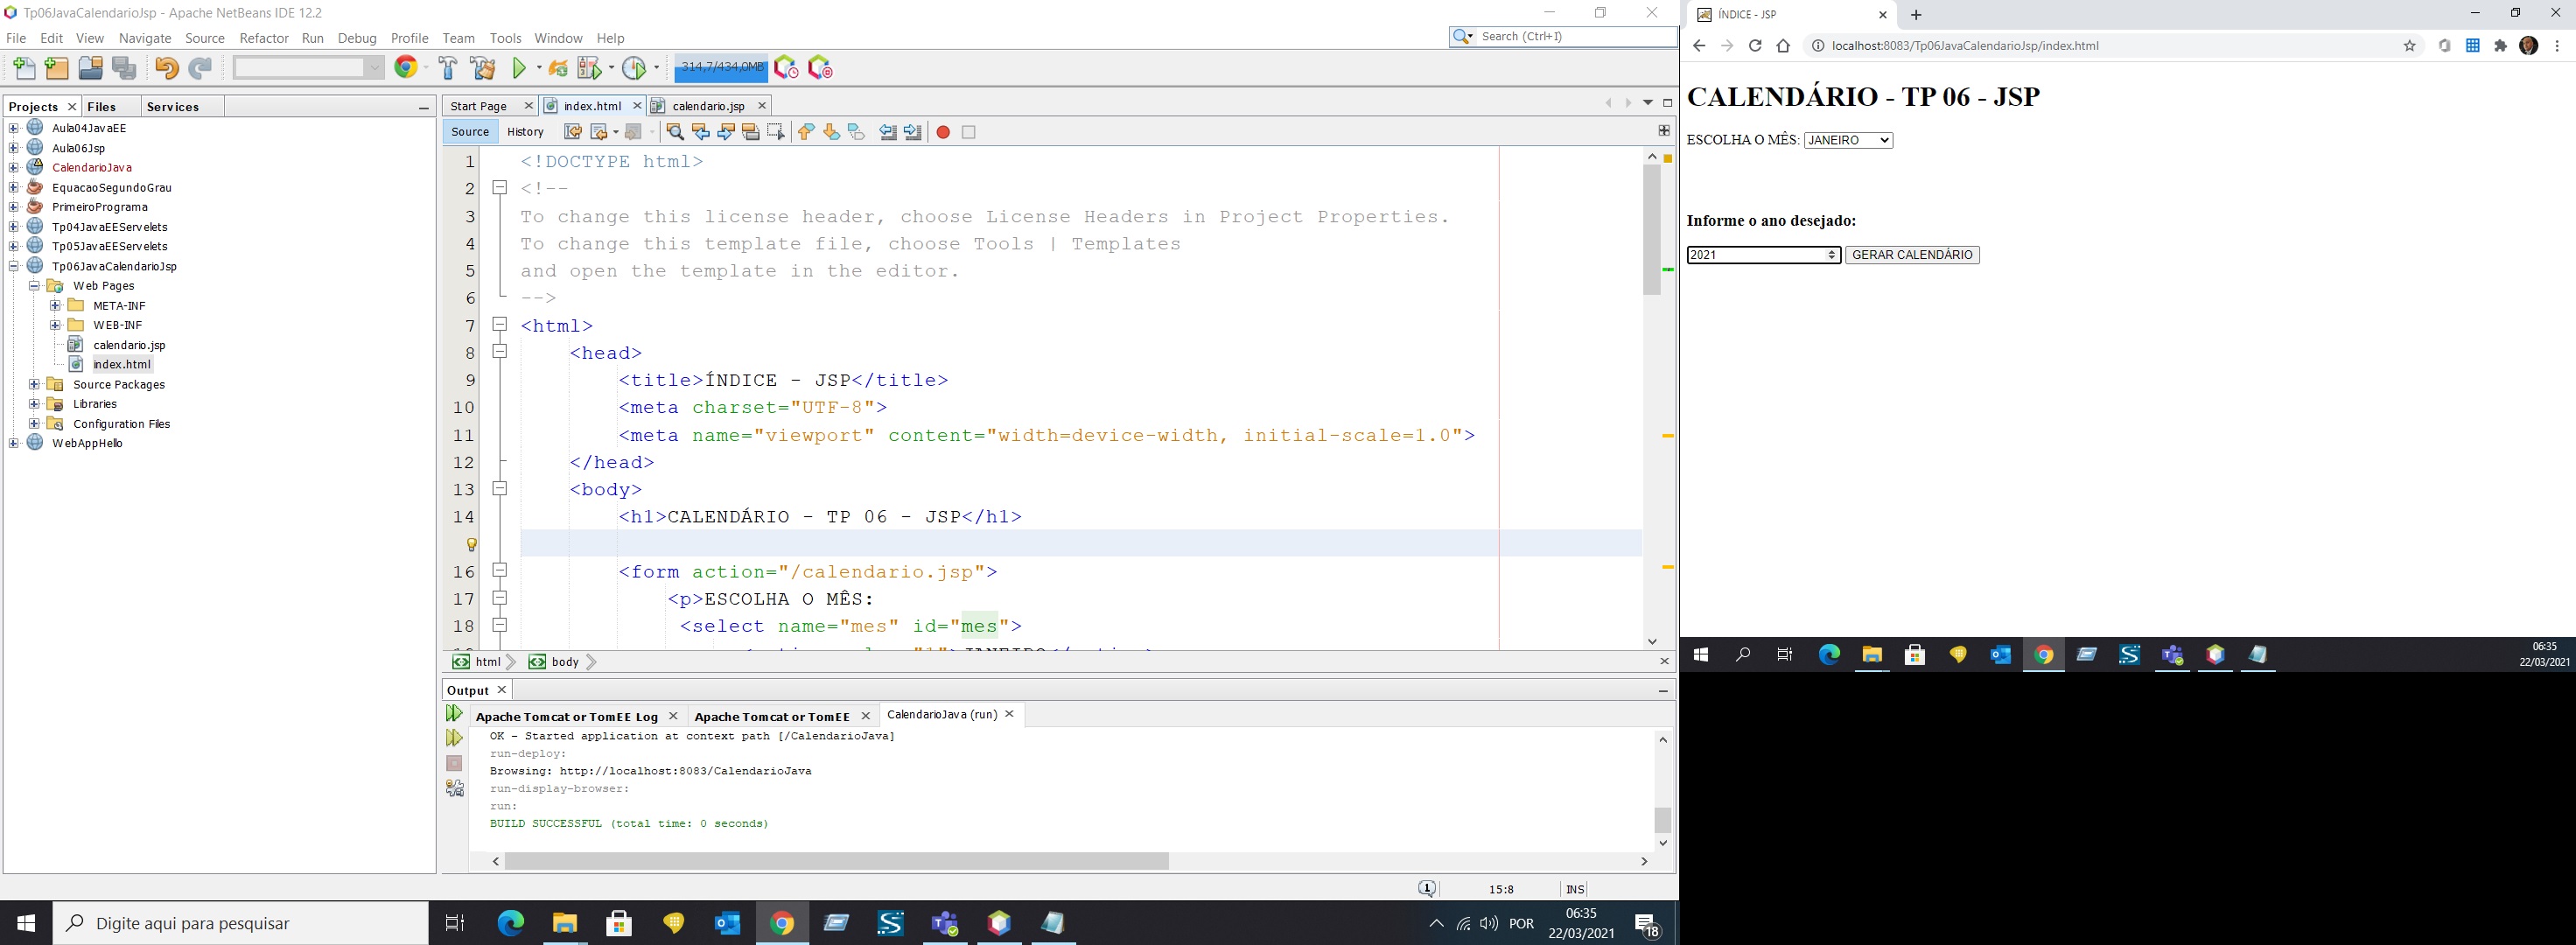 Tp06JavaCalendarioJsp - Apache NetBeans IDE 12.2
File Edit View Navigate Source Refactor Run Debug Profile Team Tools Window Help
Search (Ctrl+I)
314,7/434,0MB
Projects Files Services
Aula04JavaEE
Aula06Jsp
CalendarioJava
EquacaoSegundoGrau
PrimeiroPrograma
Tp04JavaEEServelets
Tp05JavaEEServelets
Tp06JavaCalendarioJsp
Web Pages
META-INF
WEB-INF
calendario.jsp
index.html
Source Packages
Libraries
Configuration Files
WebAppHello
Start Page index.html calendario.jsp
Source History
1 <!DOCTYPE html>
2 <!--
3 To change this license header, choose License Headers in Project Properties.
4 To change this template file, choose Tools | Templates
5 and open the template in the editor.
6 -->
7 <html>
8 <head>
9 <title>ÍNDICE - JSP</title>
10 <meta charset="UTF-8">
11 <meta name="viewport" content="width=device-width, initial-scale=1.0">
12 </head>
13 <body>
14 <h1>CALENDÁRIO - TP 06 - JSP</h1>
16 <form action="/calendario.jsp">
17 <p>ESCOLHA O MÊS:
18 <select name="mes" id="mes">
html body
Output
Apache Tomcat or TomEE Log Apache Tomcat or TomEE CalendarioJava (run)
OK - Started application at context path [/CalendarioJava]
run-deploy:
Browsing: http://localhost:8083/CalendarioJava
run-display-browser:
run:
BUILD SUCCESSFUL (total time: 0 seconds)
1 15:8 INS
Digite aqui para pesquisar
POR
06:35
22/03/2021
18
ÍNDICE - JSP
localhost:8083/Tp06JavaCalendarioJsp/index.html
CALENDÁRIO - TP 06 - JSP
ESCOLHA O MÊS: JANEIRO
Informe o ano desejado:
2021 GERAR CALENDÁRIO
06:35
22/03/2021